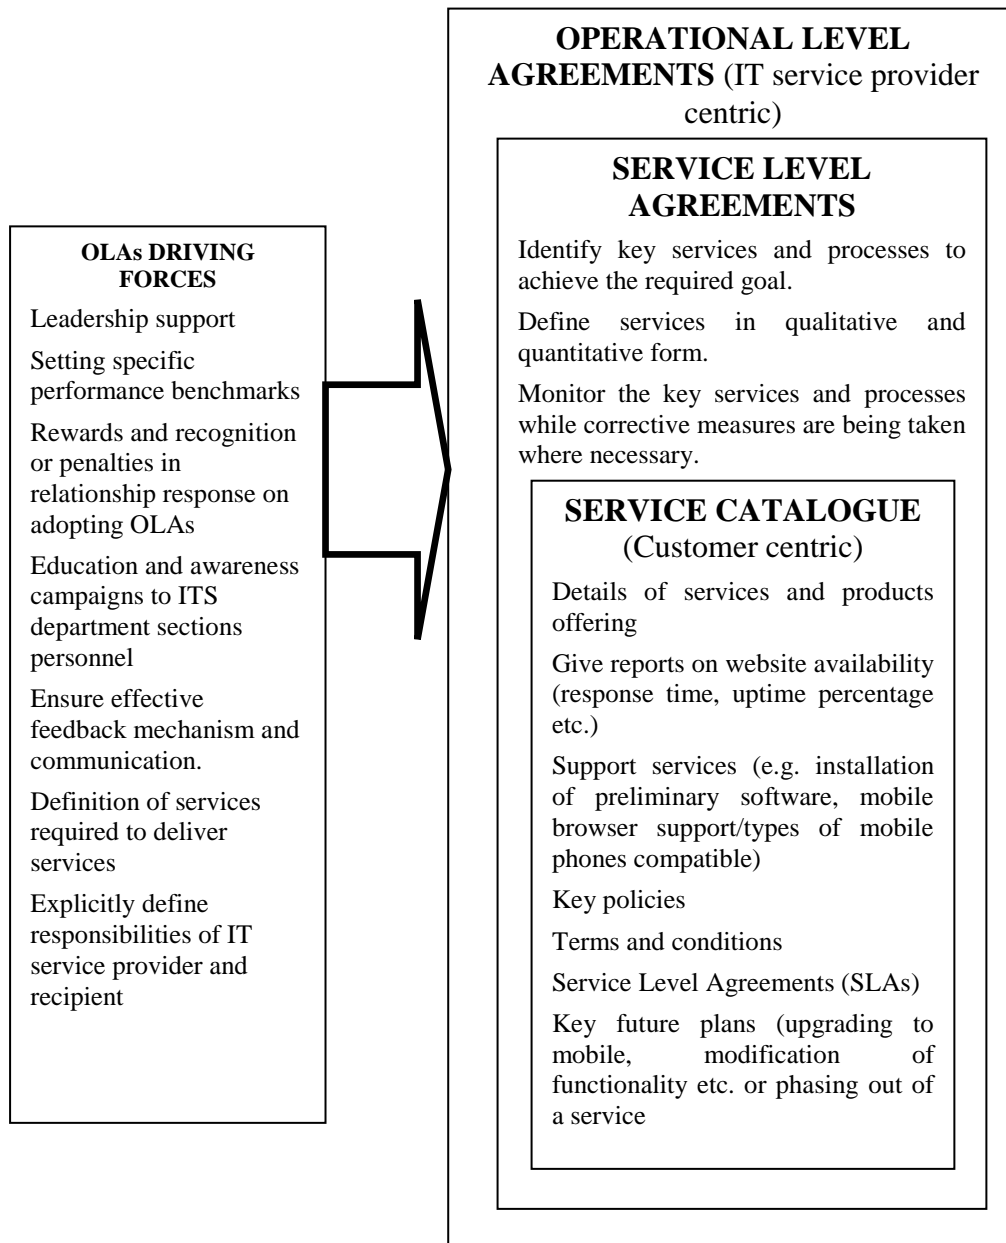 OLAs DRIVING
FORCES
Leadership support
Setting specific
performance benchmarks
Rewards and recognition
or penalties in
relationship response on
adopting OLAs
Education and awareness
campaigns to ITS
department sections
personnel
Ensure effective
feedback mechanism and
communication.
Definition of services
required to deliver
services
Explicitly define
responsibilities of IT
service provider and
recipient
OPERATIONAL LEVEL
AGREEMENTS (IT service provider
centric)
SERVICE LEVEL
AGREEMENTS
Identify key services and processes to
achieve the required goal.
Define services in qualitative and
quantitative form.
Monitor the key services and processes
while corrective measures are being taken
where necessary.
SERVICE CATALOGUE
(Customer centric)
Details of services and products
offering
Give reports on website availability
(response time, uptime percentage
etc.)
Support services (e.g. installation
of preliminary software, mobile
browser support/types of mobile
phones compatible)
Key policies
Terms and conditions
Service Level Agreements (SLAs)
Key future plans (upgrading to
mobile, modification of
functionality etc. or phasing out of
a service